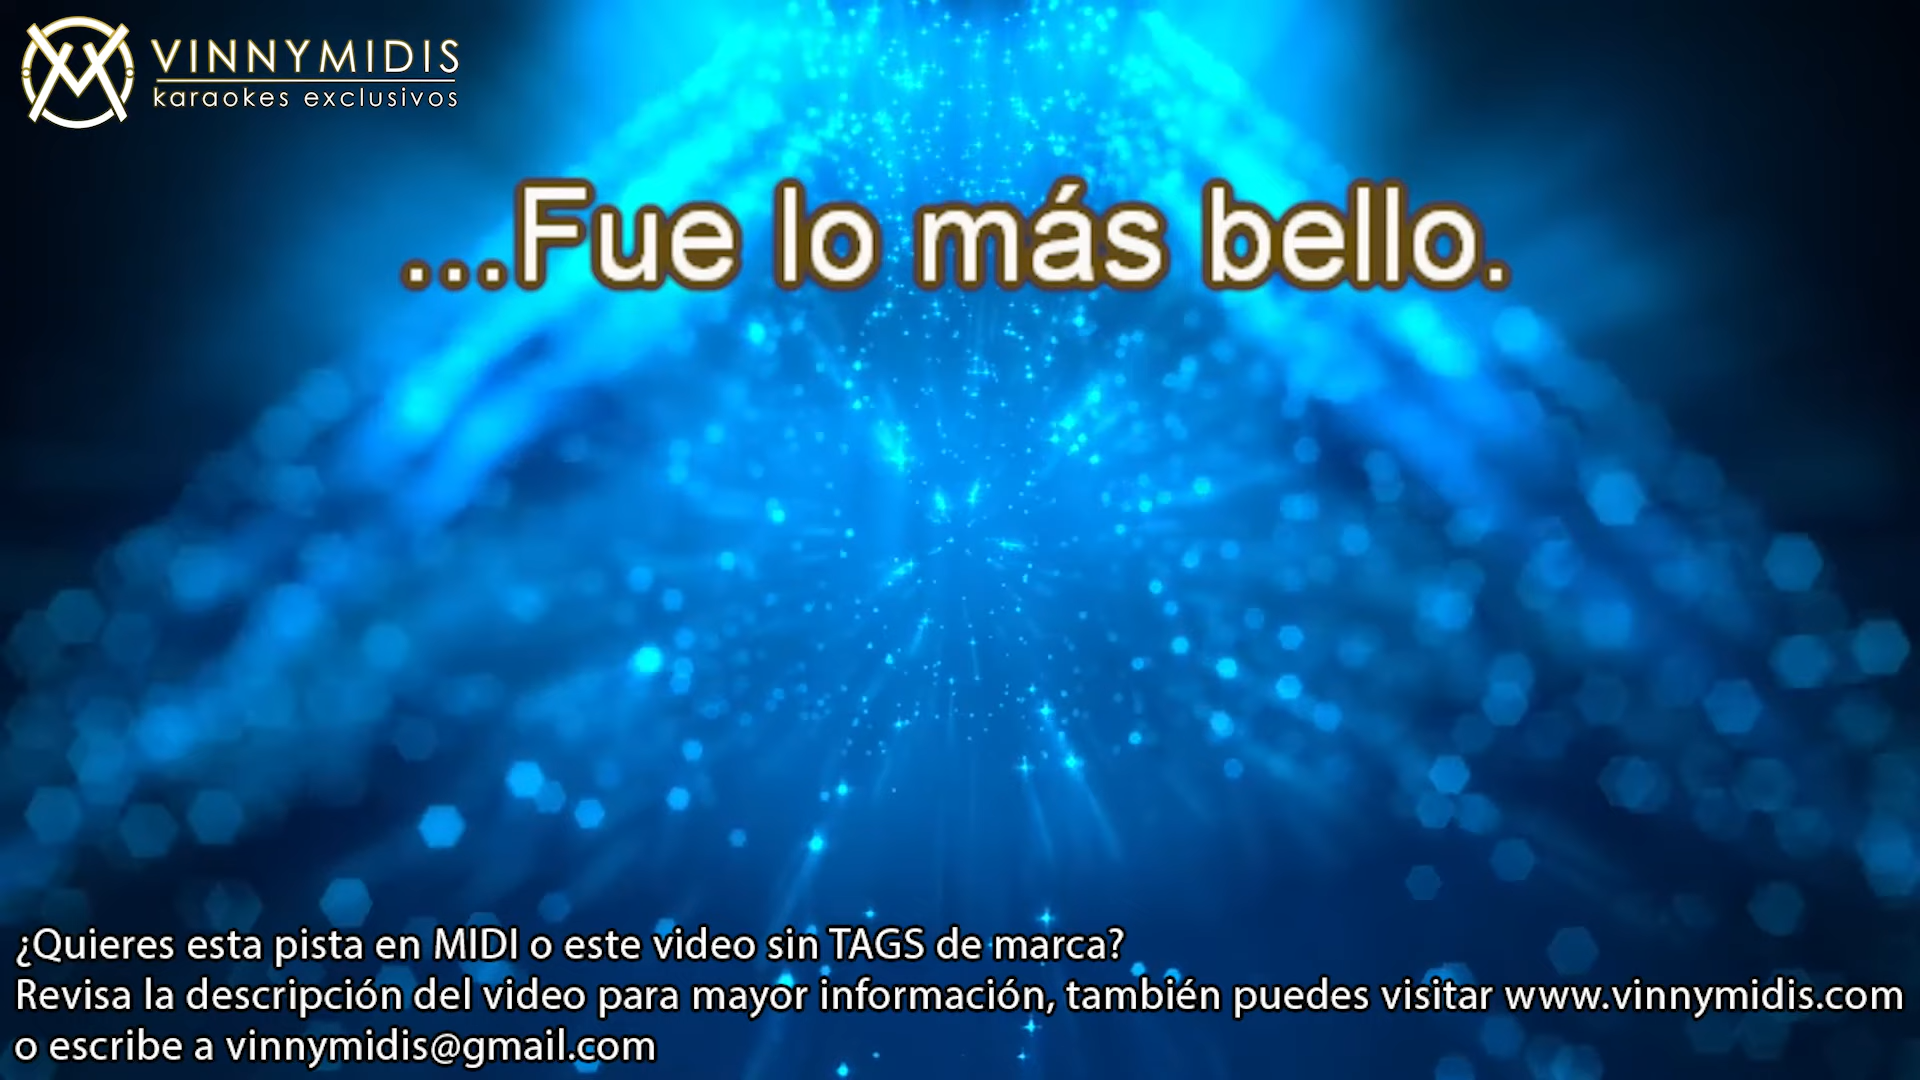 VINNYMIDIS
karaokes exclusivos
...Fue lo más bello.
¿Quieres esta pista en MIDI o este video sin TAGS de marca?
Revisa la descripción del video para mayor información, también puedes visitar www.vinnymidis.com
o escribe a vinnymidis@gmail.com